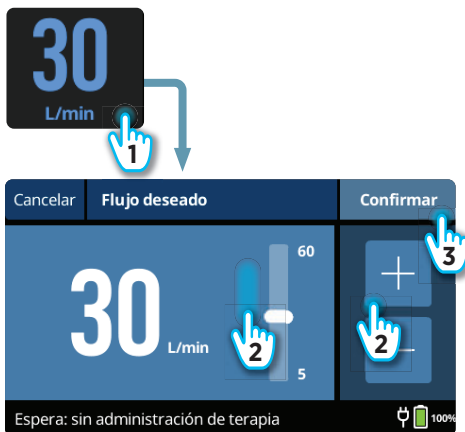 30
L/min
1
Cancelar Flujo deseado Confirmar
3
60
30 L/min
2 2
5
Espera: sin administración de terapia 100%